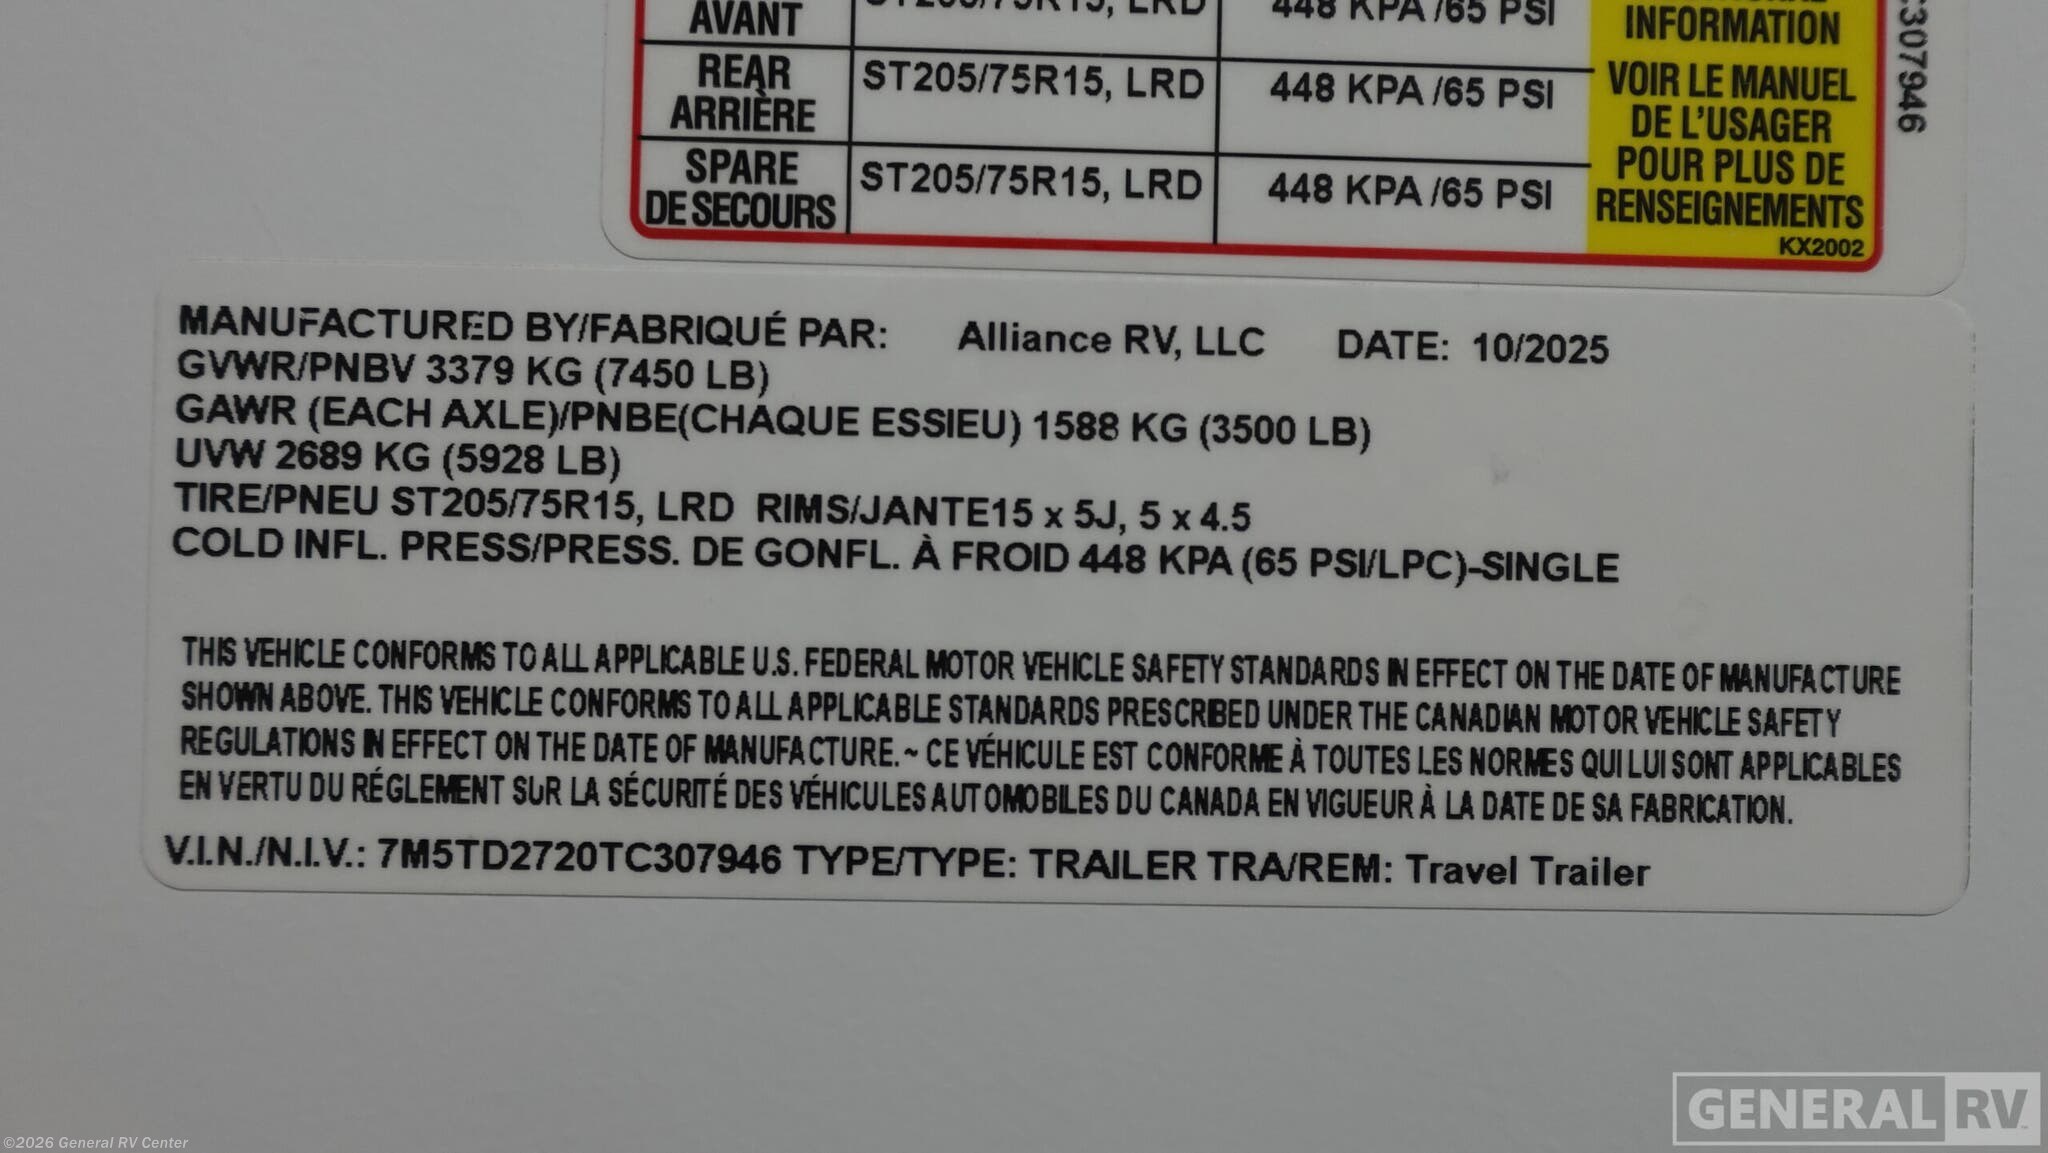 AVANT
ST205/75R15, LRD
448 KPA /65 PSI
INFORMATION
REAR
ARRIÈRE
ST205/75R15, LRD
448 KPA /65 PSI
VOIR LE MANUEL
DE L'USAGER
POUR PLUS DE
RENSEIGNEMENTS
SPARE
DE SECOURS
ST205/75R15, LRD
448 KPA /65 PSI
KX2002
C307946
MANUFACTURED BY/FABRIQUÉ PAR: Alliance RV, LLC DATE: 10/2025
GVWR/PNBV 3379 KG (7450 LB)
GAWR (EACH AXLE)/PNBE(CHAQUE ESSIEU) 1588 KG (3500 LB)
UVW 2689 KG (5928 LB)
TIRE/PNEU ST205/75R15, LRD RIMS/JANTE15 x 5J, 5 x 4.5
COLD INFL. PRESS/PRESS. DE GONFL. À FROID 448 KPA (65 PSI/LPC)-SINGLE
THIS VEHICLE CONFORMS TO ALL APPLICABLE U.S. FEDERAL MOTOR VEHICLE SAFETY STANDARDS IN EFFECT ON THE DATE OF MANUFACTURE
SHOWN ABOVE. THIS VEHICLE CONFORMS TO ALL APPLICABLE STANDARDS PRESCRIBED UNDER THE CANADIAN MOTOR VEHICLE SAFETY
REGULATIONS IN EFFECT ON THE DATE OF MANUFACTURE.~ CE VÉHICULE EST CONFORME À TOUTES LES NORMES QUI LUI SONT APPLICABLES
EN VERTU DU RÉGLEMENT SUR LA SÉCURITÉ DES VÉHICULES AUTOMOBILES DU CANADA EN VIGUEUR À LA DATE DE SA FABRICATION.
V.I.N./N.I.V.: 7M5TD2720TC307946 TYPE/TYPE: TRAILER TRA/REM: Travel Trailer
GENERAL RV
©2026 General RV Center